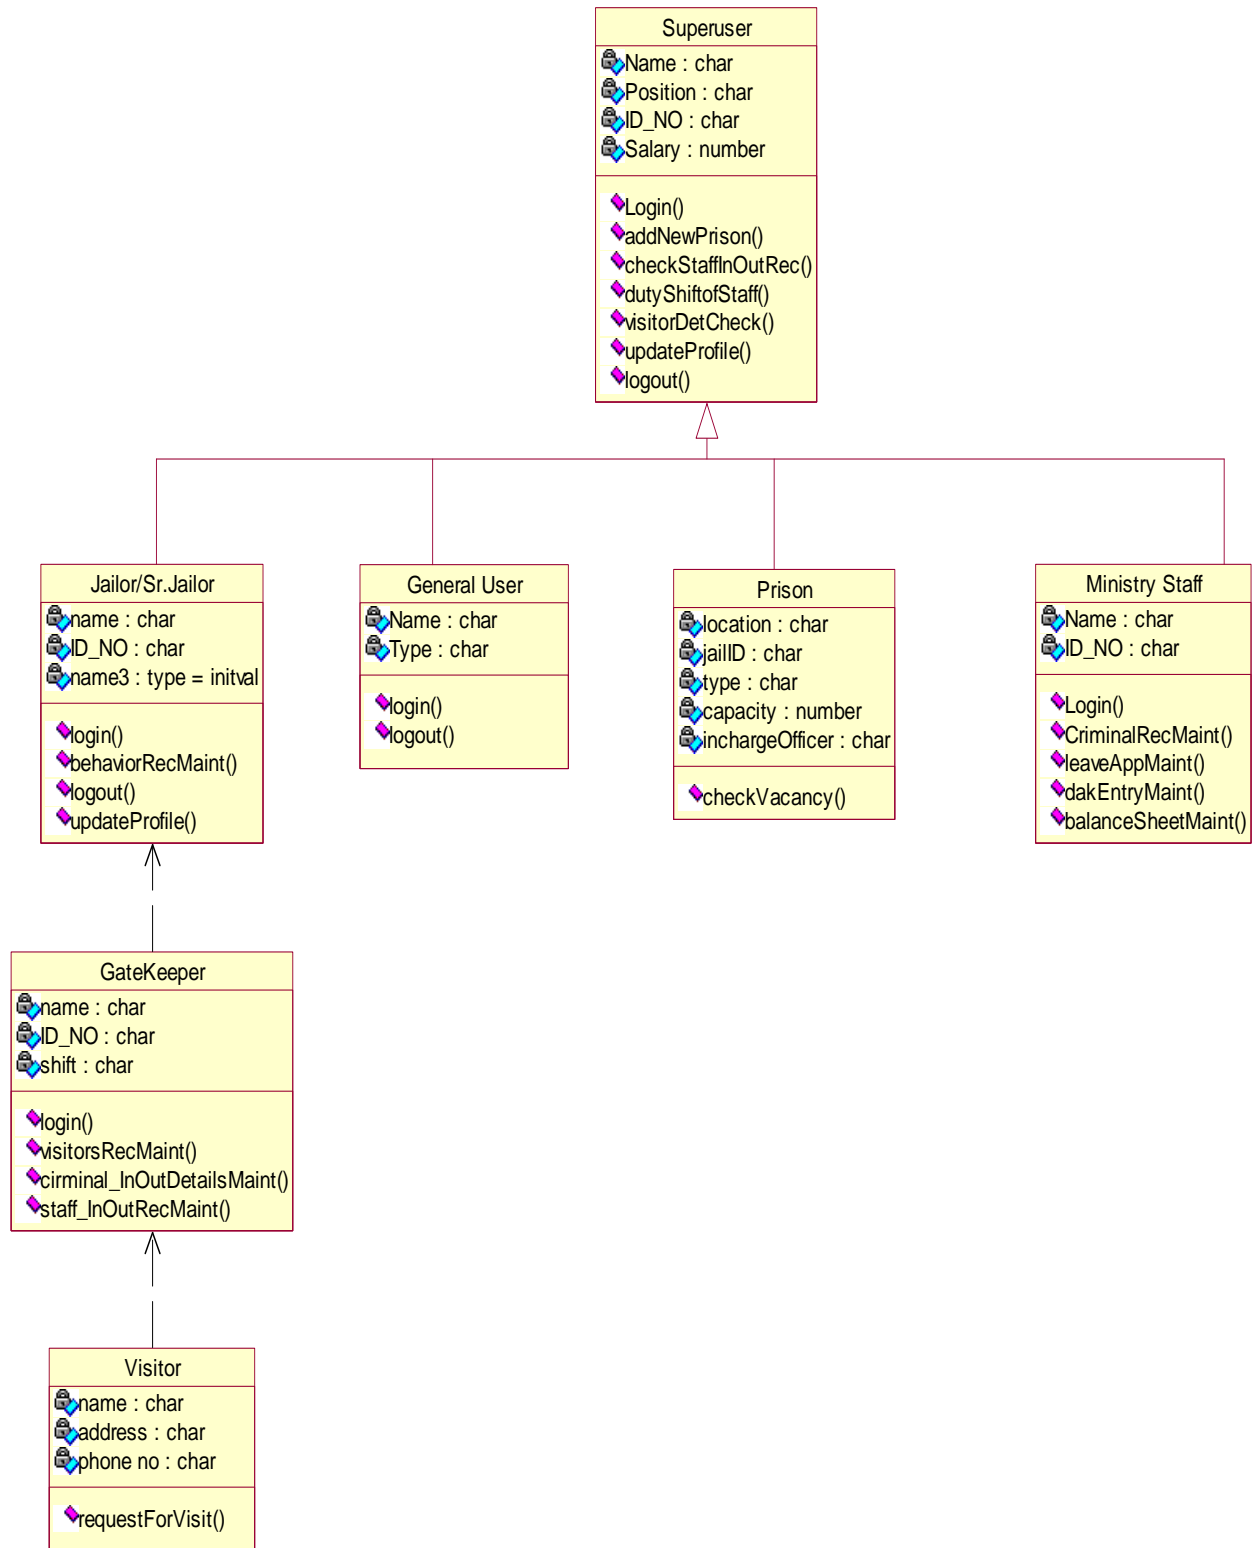 Superuser
Name : char
Position : char
ID_NO : char
Salary : number
Login()
addNewPrison()
checkStaffInOutRec()
dutyShiftofStaff()
visitorDetCheck()
updateProfile()
logout()
Jailor/Sr.Jailor
name : char
ID_NO : char
name3 : type = initval
login()
behaviorRecMaint()
logout()
updateProfile()
General User
Name : char
Type : char
login()
logout()
Prison
location : char
jailID : char
type : char
capacity : number
inchargeOfficer : char
checkVacancy()
Ministry Staff
Name : char
ID_NO : char
Login()
CriminalRecMaint()
leaveAppMaint()
dakEntryMaint()
balanceSheetMaint()
GateKeeper
name : char
ID_NO : char
shift : char
login()
visitorsRecMaint()
cirminal_InOutDetailsMaint()
staff_InOutRecMaint()
Visitor
name : char
address : char
phone no : char
requestForVisit()